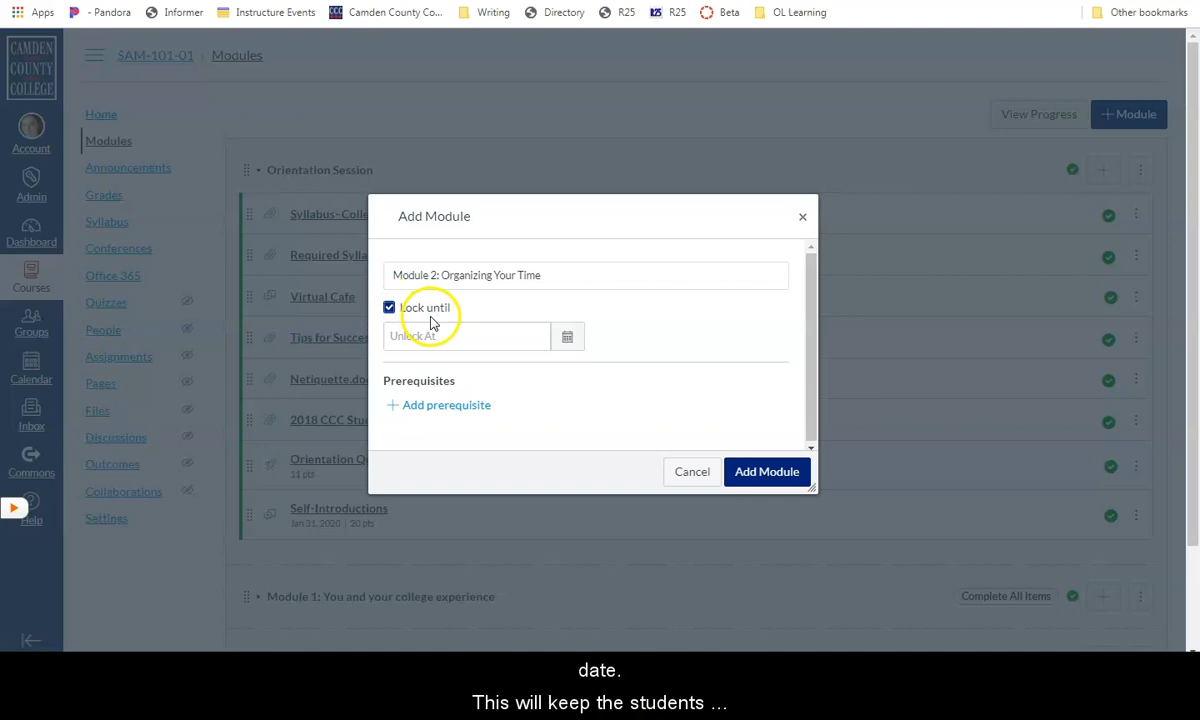 Apps
- Pandora
Informer
Instructure Events
CCC
Camden County Co...
Writing
Directory
R25
R25
Beta
OL Learning
Other bookmarks
CAMDEN
COUNTY
COLLEGE
SAM-101-01
Modules
Account
Admin
Dashboard
Courses
Groups
Calendar
Inbox
Commons
Help
Home
Modules
Announcements
Grades
Syllabus
Conferences
Office 365
Quizzes
People
Assignments
Pages
Files
Discussions
Outcomes
Collaborations
Settings
View Progress
+ Module
Orientation Session
Syllabus- Colle
Required Sylla
Virtual Cafe
Tips for Succes
Netiquette.doc
2018 CCC Stu
Orientation Q
11 pts
Self-Introductions
Jan 31, 2020 | 20 pts
Module 1: You and your college experience
Complete All Items
Add Module
×
Module 2: Organizing Your Time
Lock until
Unlock At
Prerequisites
+ Add prerequisite
Cancel
Add Module
date.
This will keep the students ...